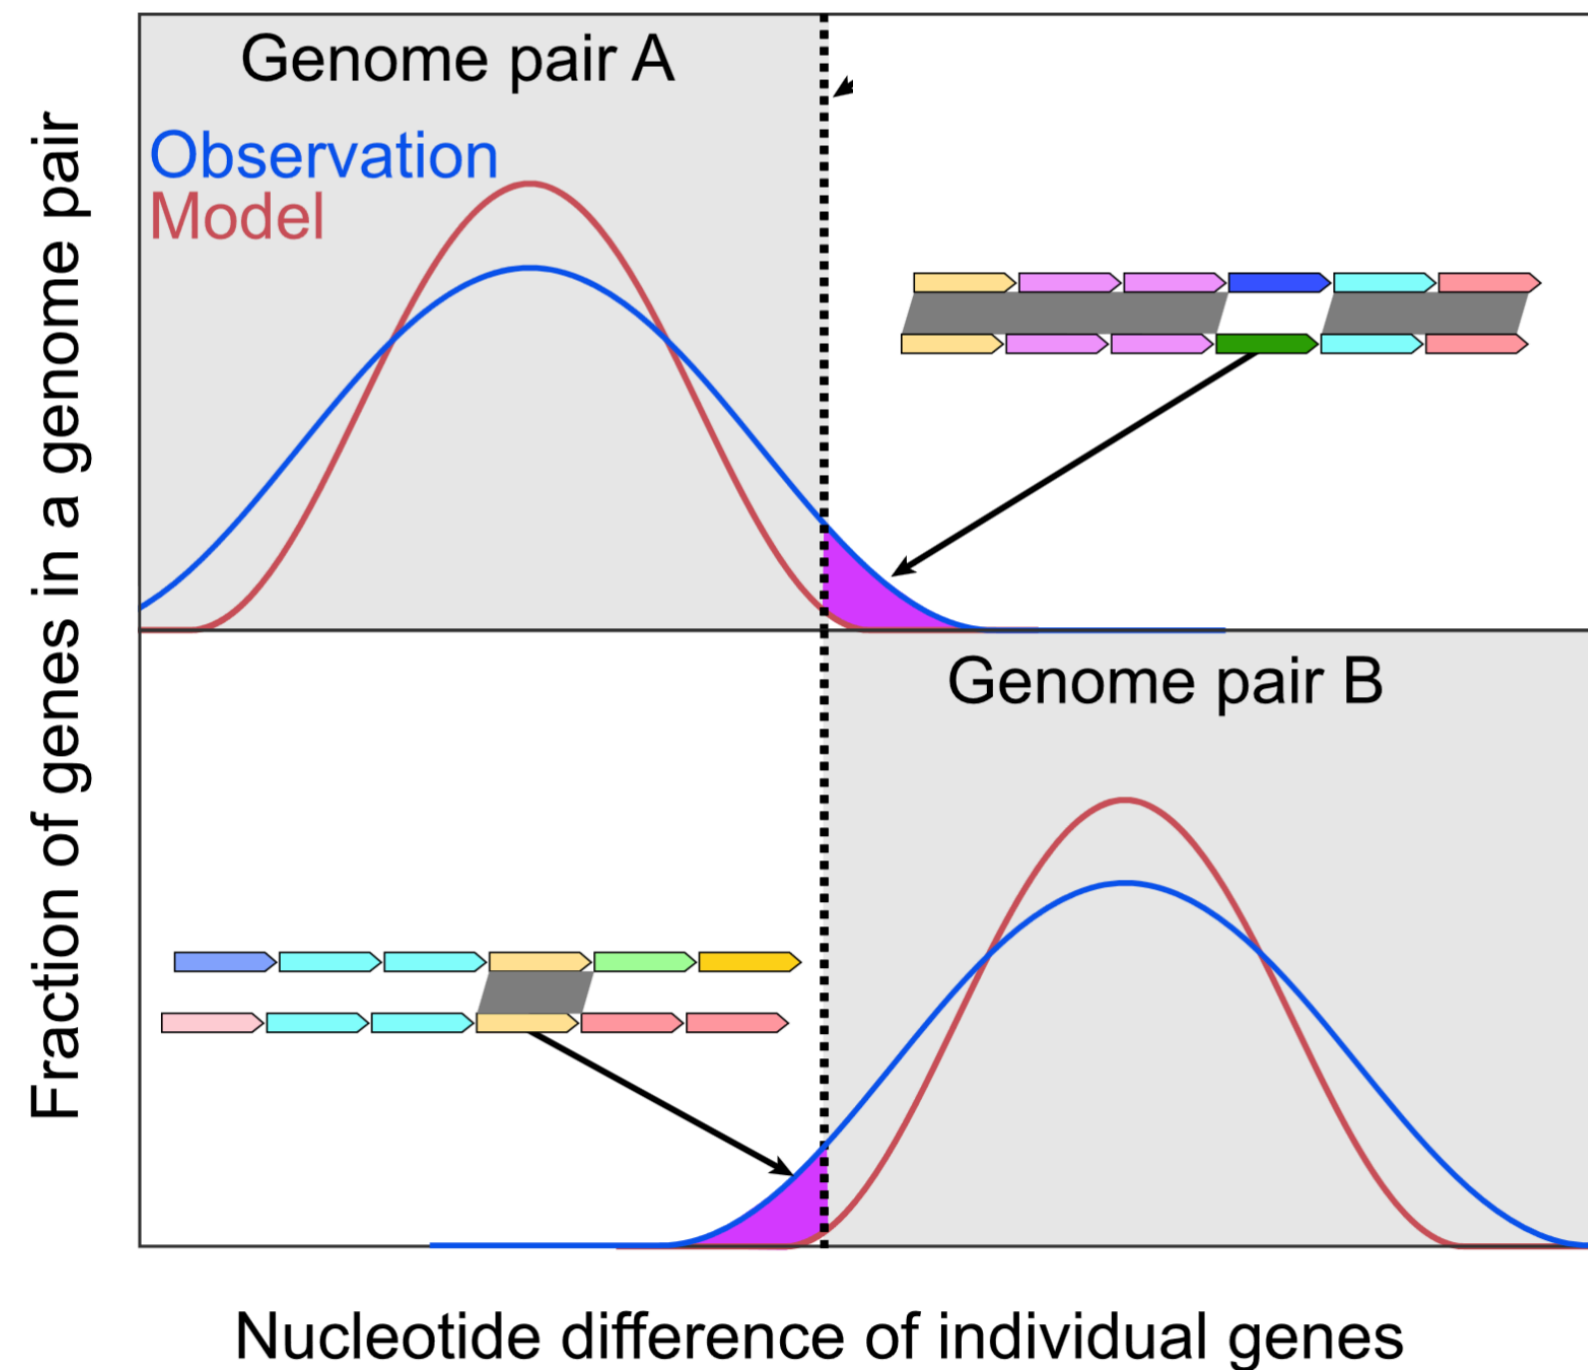 Genome pair A
Observation
Model
Fraction of genes in a genome pair
Genome pair B
Nucleotide difference of individual genes